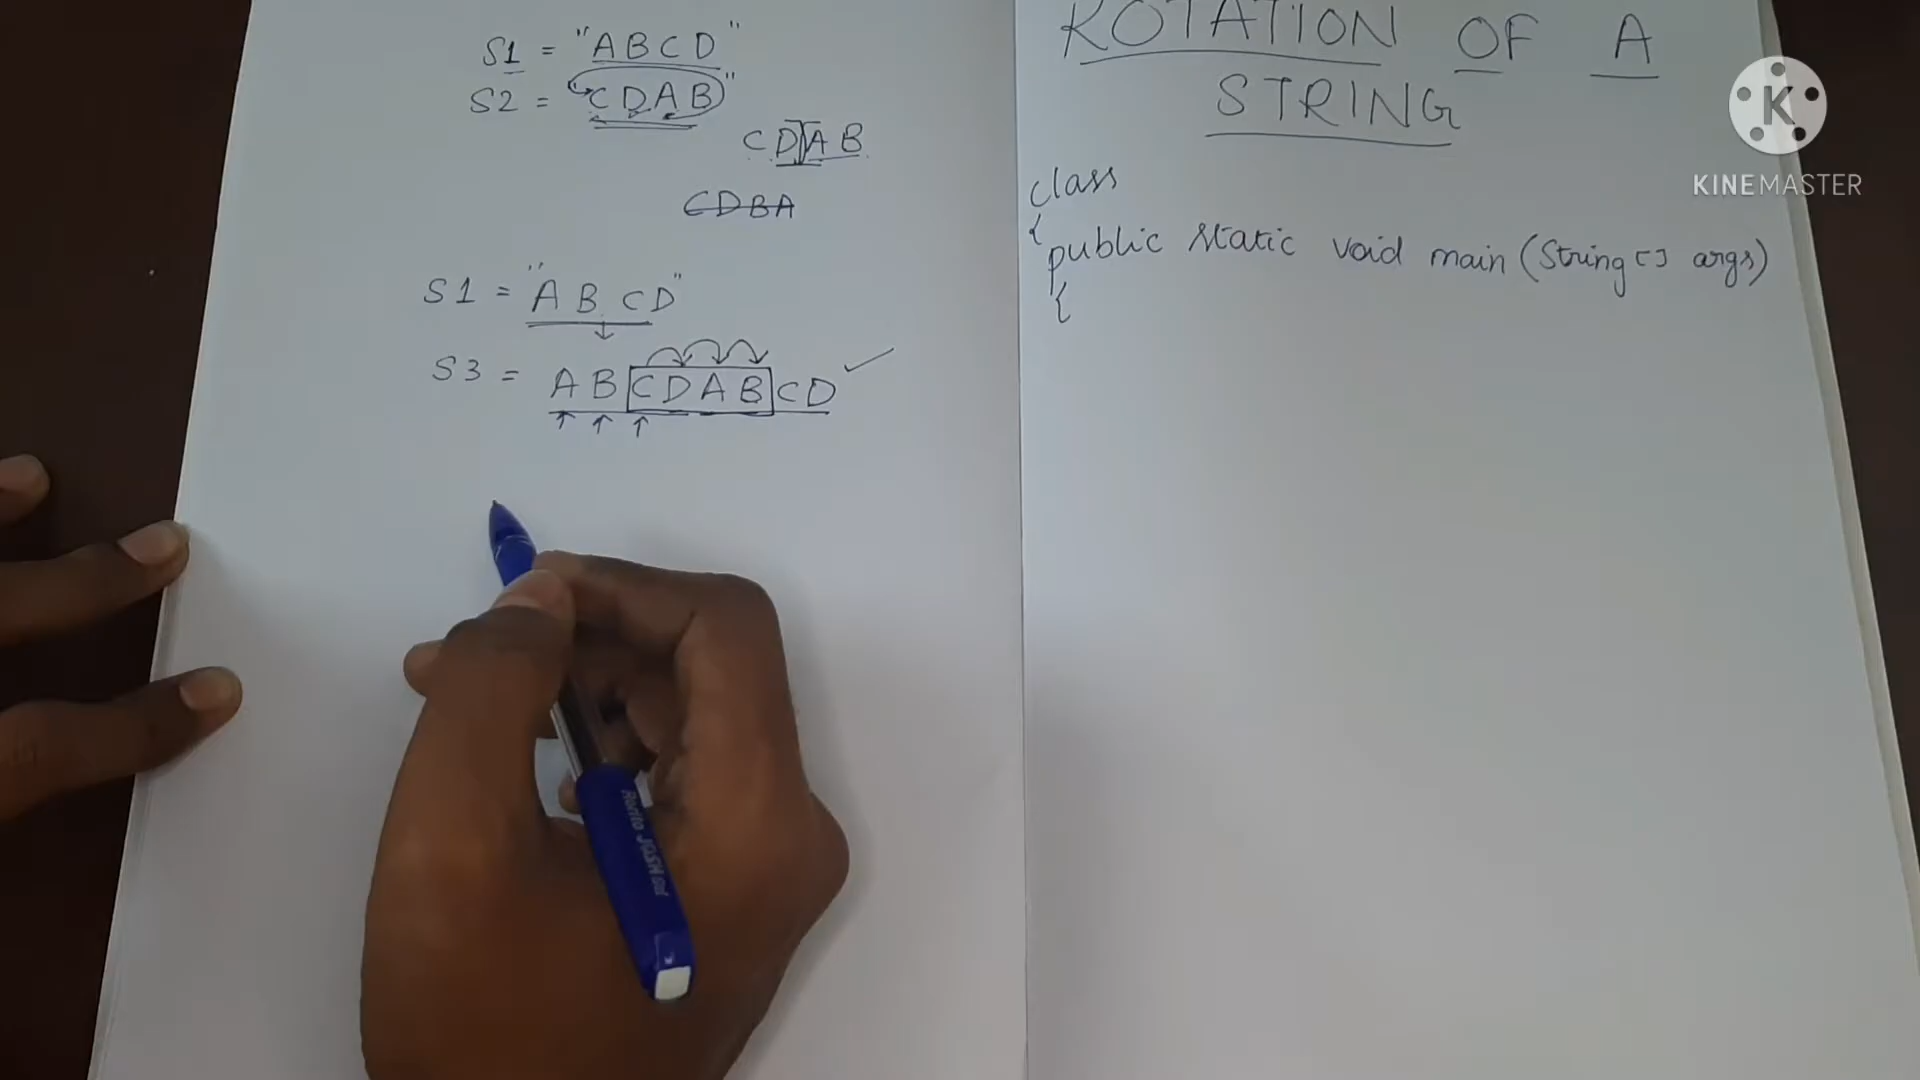 S1 = "ABCD"
S2 = "CDAB"
CDAB
CDBA
S1 = "ABCD"
S3 = ABCDABCD
ROTATION OF A
STRING
class
{
public static void main (String [] args)
{
K
KINEMASTER